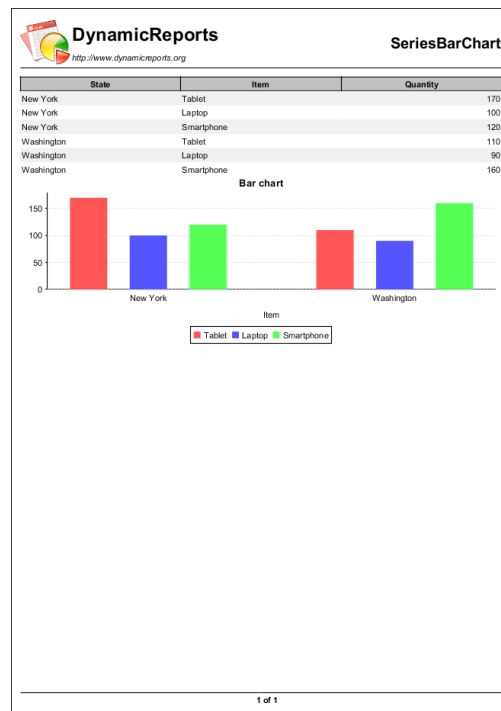 DynamicReports
http://www.dynamicreports.org
SeriesBarChart
State Item Quantity
New York Tablet 170
New York Laptop 100
New York Smartphone 120
Washington Tablet 110
Washington Laptop 90
Washington Smartphone 160
Bar chart
150
100
50
0
New York Washington
Item
Tablet Laptop Smartphone
1 of 1